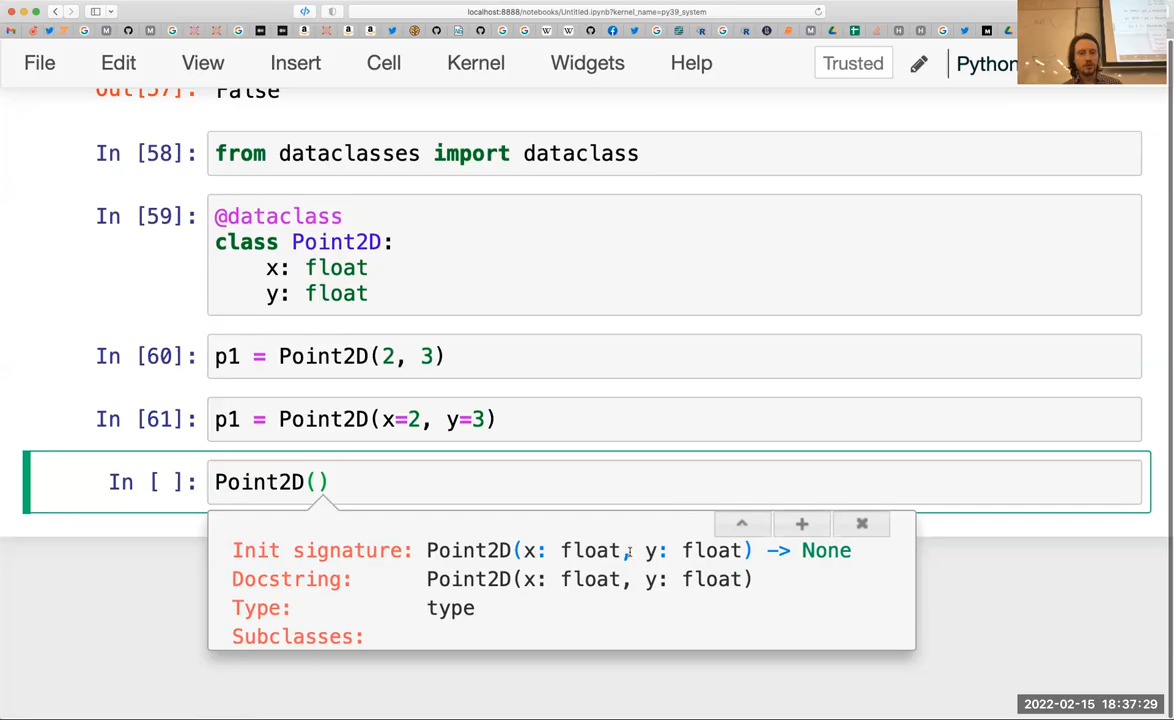 localhost:8888/notebooks/Untitled.ipynb?kernel_name=py39_system
File Edit View Insert Cell Kernel Widgets Help Trusted Python
Out[57]: False
In [58]: from dataclasses import dataclass
In [59]: @dataclass
class Point2D:
x: float
y: float
In [60]: p1 = Point2D(2, 3)
In [61]: p1 = Point2D(x=2, y=3)
In [ ]: Point2D()
Init signature: Point2D(x: float, y: float) -> None
Docstring: Point2D(x: float, y: float)
Type: type
Subclasses:
2022-02-15 18:37:29